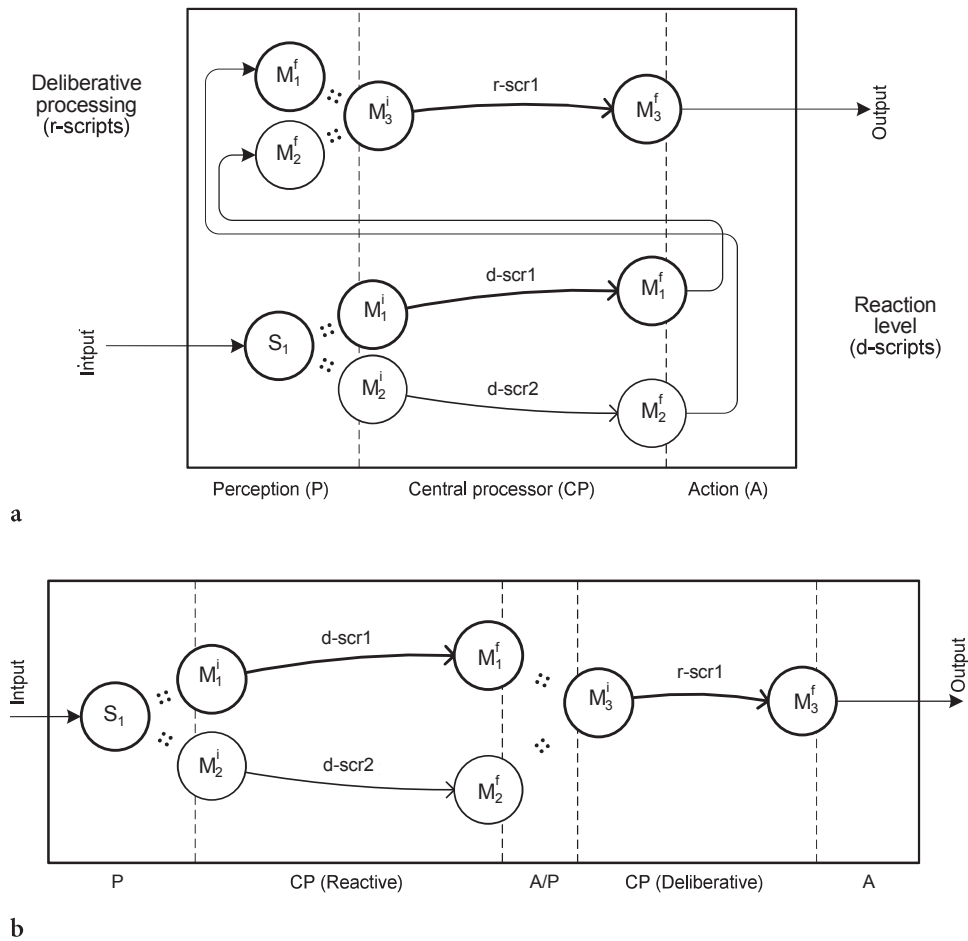 Deliberative
processing
(r-scripts)
M₁ᶠ
M₂ᶠ
M₃ⁱ
r-scr1
M₃ᶠ
Output
Intput
S₁
M₁ⁱ
d-scr1
M₁ᶠ
M₂ⁱ
d-scr2
M₂ᶠ
Reaction
level
(d-scripts)
Perception (P)
Central processor (CP)
Action (A)
a
Intput
S₁
M₁ⁱ
d-scr1
M₁ᶠ
M₂ⁱ
d-scr2
M₂ᶠ
M₃ⁱ
r-scr1
M₃ᶠ
Output
P
CP (Reactive)
A/P
CP (Deliberative)
A
b